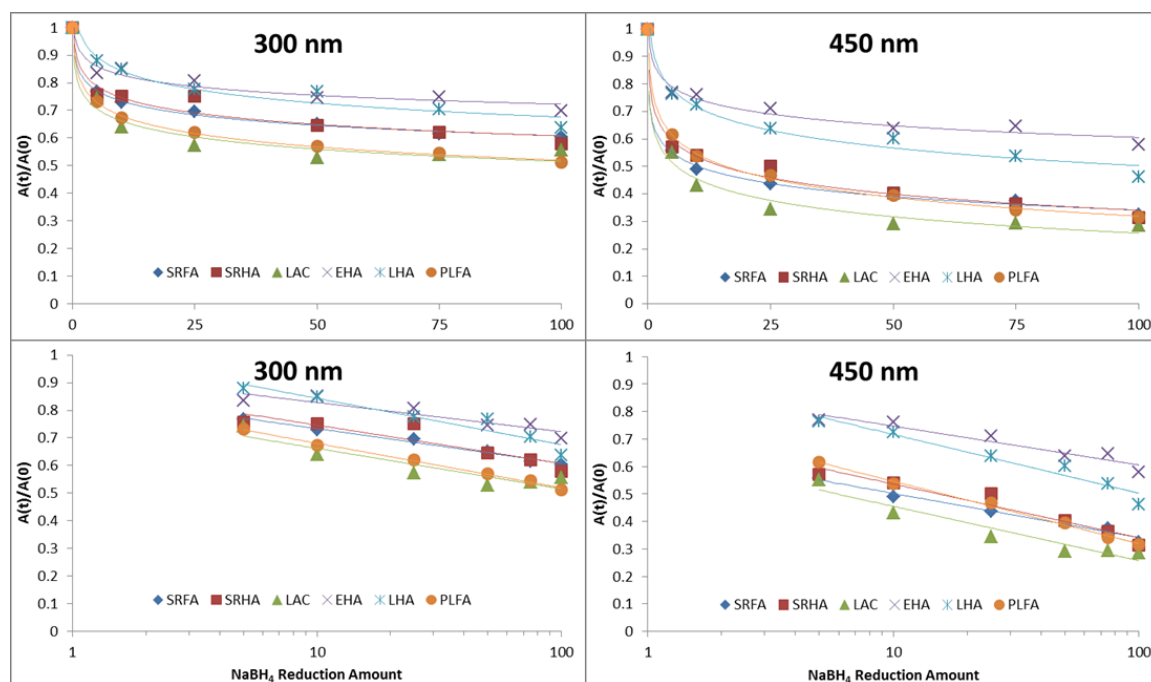 300 nm
A(t)/A(0)
1
0.9
0.8
0.7
0.6
0.5
0.4
0.3
0.2
0.1
0
SRFA SRHA LAC EHA LHA PLFA
0 25 50 75 100
450 nm
A(t)/A(0)
1
0.9
0.8
0.7
0.6
0.5
0.4
0.3
0.2
0.1
0
SRFA SRHA LAC EHA LHA PLFA
0 25 50 75 100
300 nm
A(t)/A(0)
1
0.9
0.8
0.7
0.6
0.5
0.4
0.3
0.2
0.1
0
SRFA SRHA LAC EHA LHA PLFA
1 10 100
NaBH₄ Reduction Amount
450 nm
A(t)/A(0)
1
0.9
0.8
0.7
0.6
0.5
0.4
0.3
0.2
0.1
0
SRFA SRHA LAC EHA LHA PLFA
1 10 100
NaBH₄ Reduction Amount